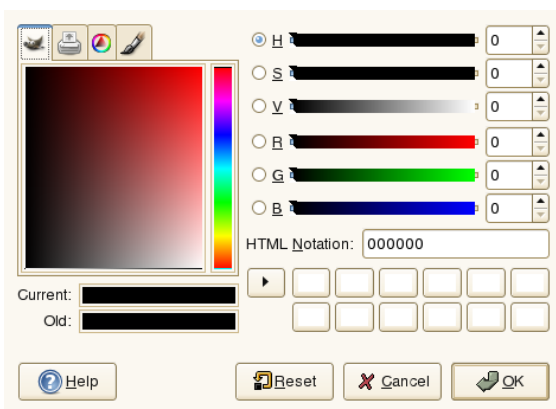 H 0
S 0
V 0
R 0
G 0
B 0
HTML Notation: 000000
Current:
Old:
Help Reset Cancel OK